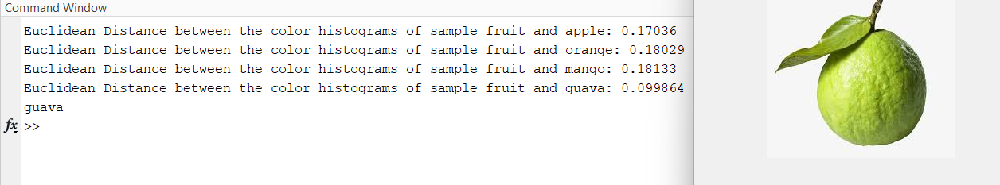 Command Window
Euclidean Distance between the color histograms of sample fruit and apple: 0.17036
Euclidean Distance between the color histograms of sample fruit and orange: 0.18029
Euclidean Distance between the color histograms of sample fruit and mango: 0.18133
Euclidean Distance between the color histograms of sample fruit and guava: 0.099864
guava
fx >>